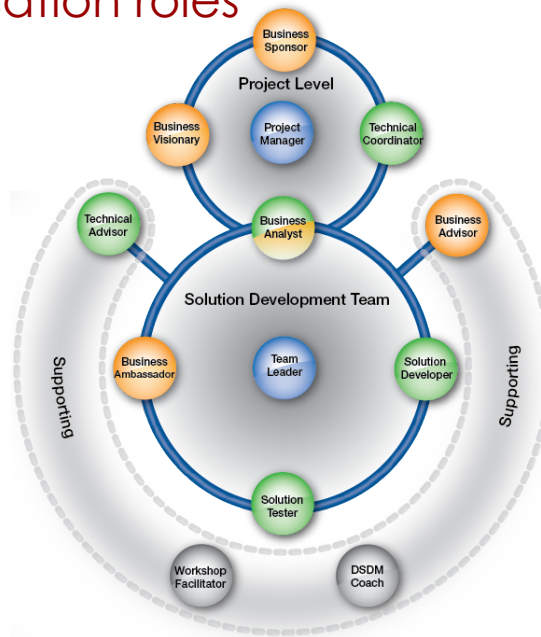 ation roles
Business
Sponsor
Project Level
Business
Visionary
Project
Manager
Technical
Coordinator
Technical
Advisor
Business
Analyst
Business
Advisor
Solution Development Team
Business
Ambassador
Team
Leader
Solution
Developer
Supporting
Supporting
Solution
Tester
Workshop
Facilitator
DSDM
Coach